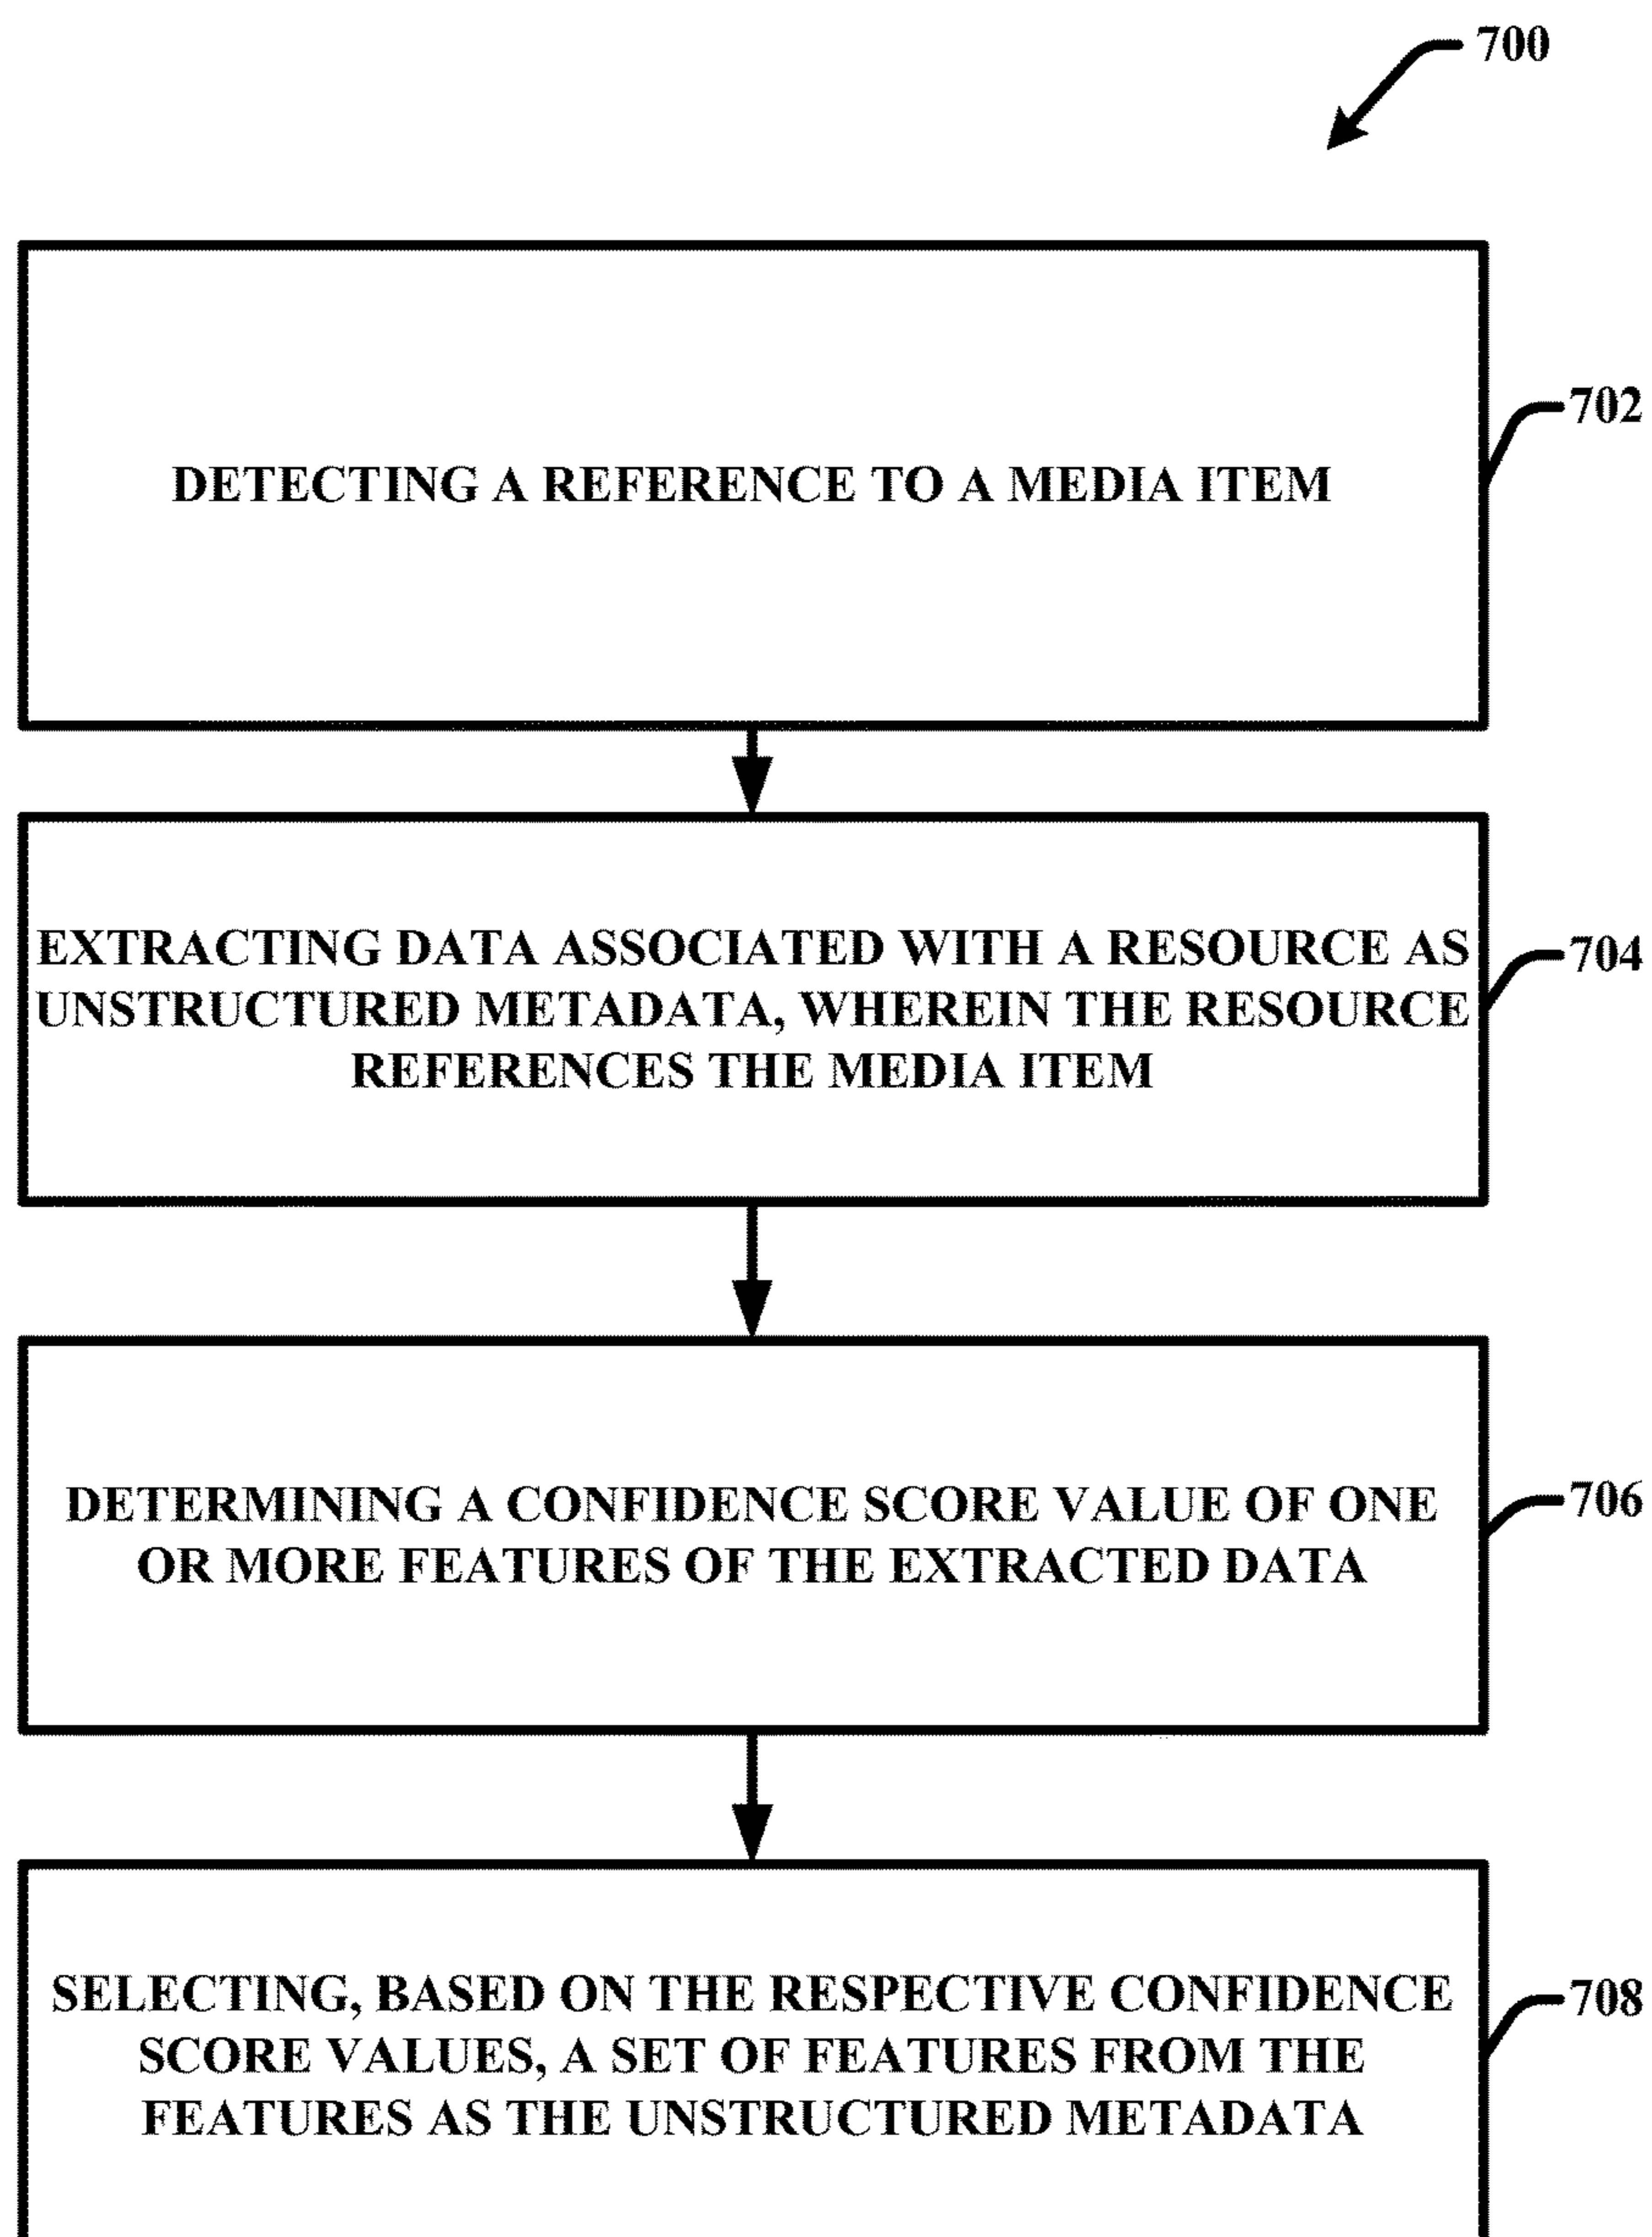 700
702
DETECTING A REFERENCE TO A MEDIA ITEM
EXTRACTING DATA ASSOCIATED WITH A RESOURCE AS
704
UNSTRUCTURED METADATA, WHEREIN THE RESOURCE
REFERENCES THE MEDIA ITEM
DETERMINING A CONFIDENCE SCORE VALUE OF ONE
706
OR MORE FEATURES OF THE EXTRACTED DATA
SELECTING, BASED ON THE RESPECTIVE CONFIDENCE
708
SCORE VALUES, A SET OF FEATURES FROM THE
FEATURES AS THE UNSTRUCTURED METADATA